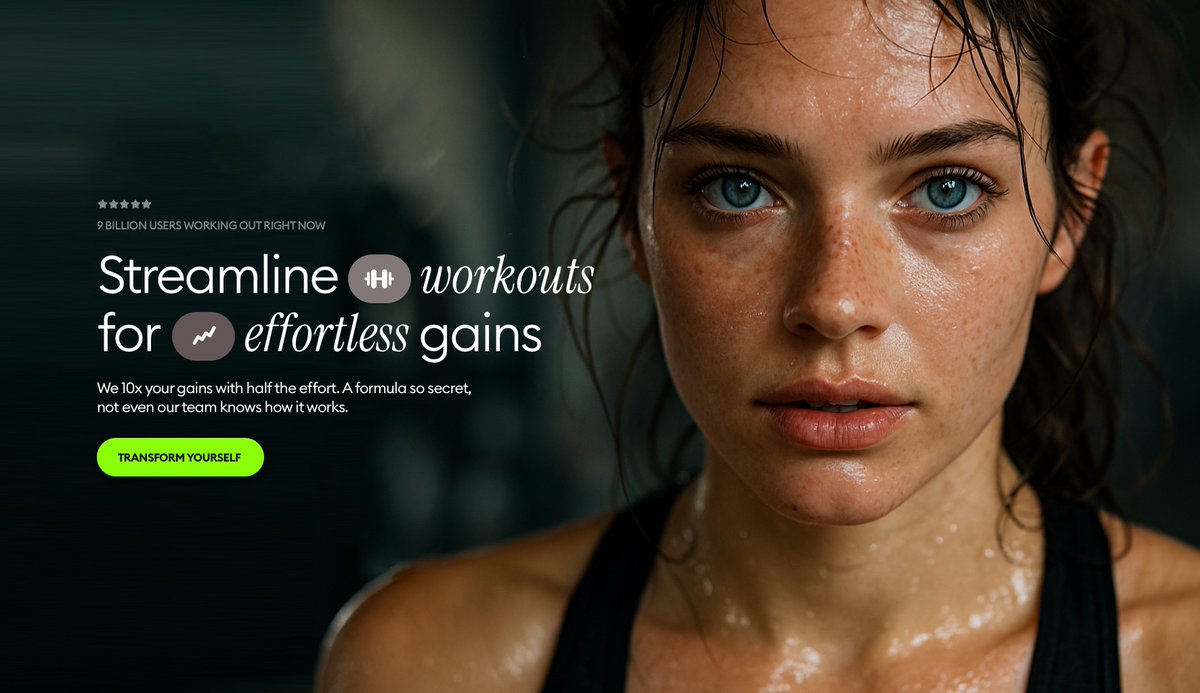 9 BILLION USERS WORKING OUT RIGHT NOW
Streamline workouts
for effortless gains
We 10x your gains with half the effort. A formula so secret,
not even our team knows how it works.
TRANSFORM YOURSELF